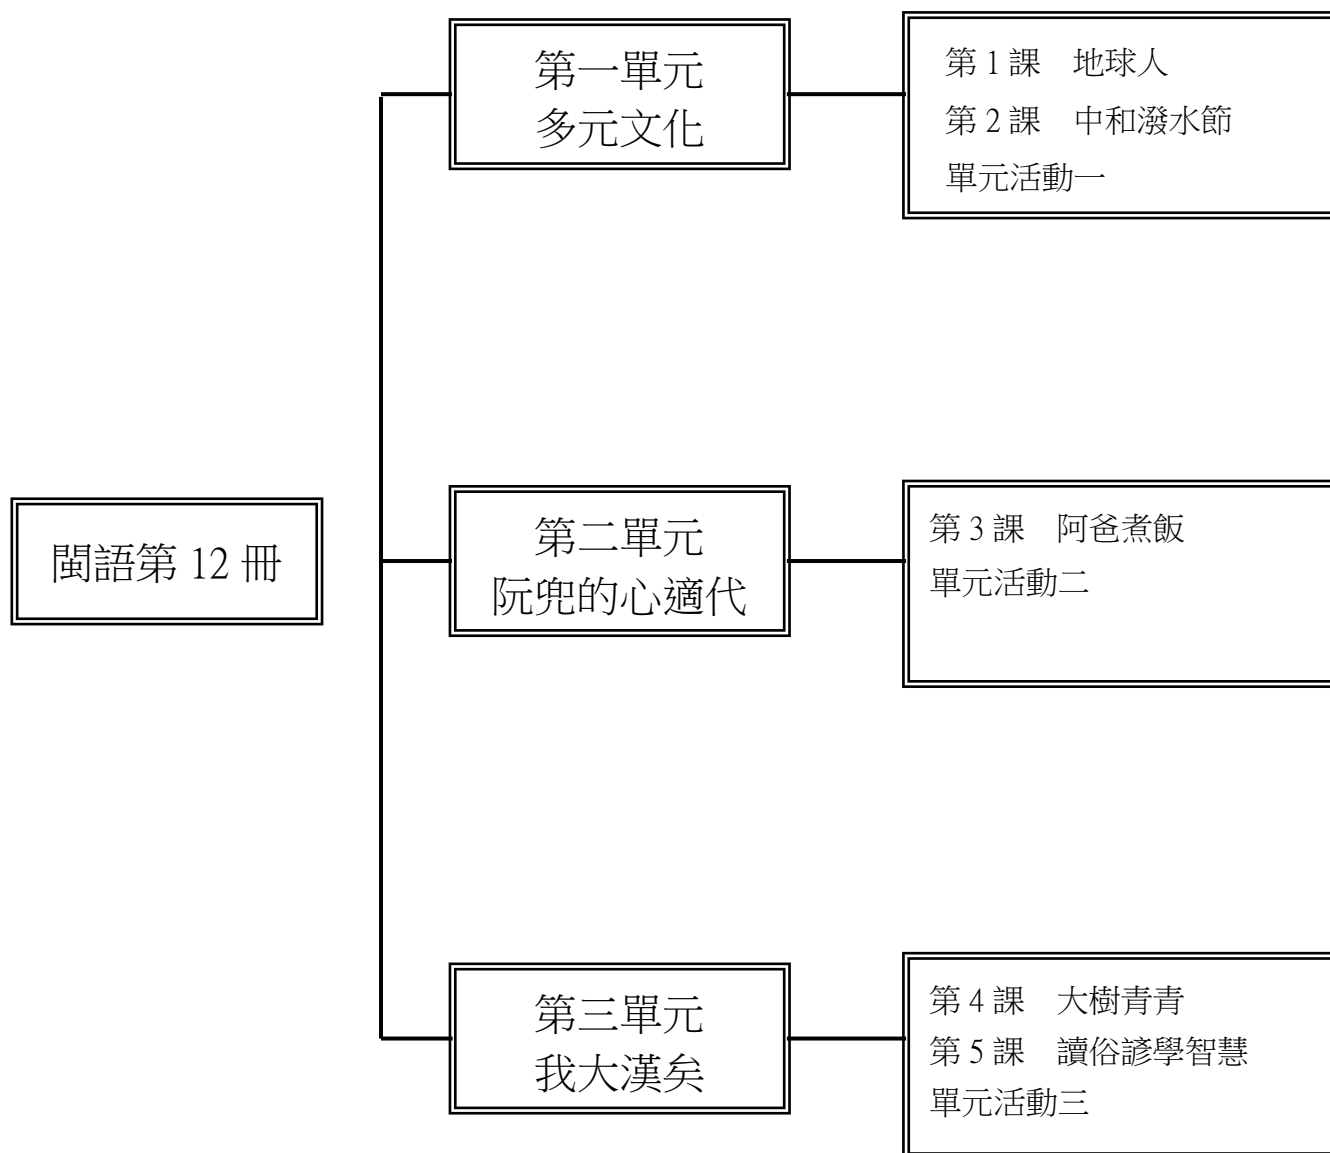 閩語第 12 冊
第一單元
多元文化
第 1 課　地球人
第 2 課　中和潑水節
單元活動一
第二單元
阮兜的心適代
第 3 課　阿爸煮飯
單元活動二
第三單元
我大漢矣
第 4 課　大樹青青
第 5 課　讀俗諺學智慧
單元活動三